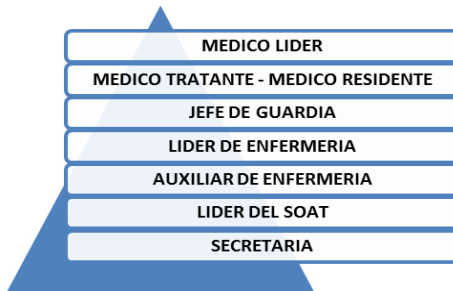 MEDICO LIDER
MEDICO TRATANTE - MEDICO RESIDENTE
JEFE DE GUARDIA
LIDER DE ENFERMERIA
AUXILIAR DE ENFERMERIA
LIDER DEL SOAT
SECRETARIA